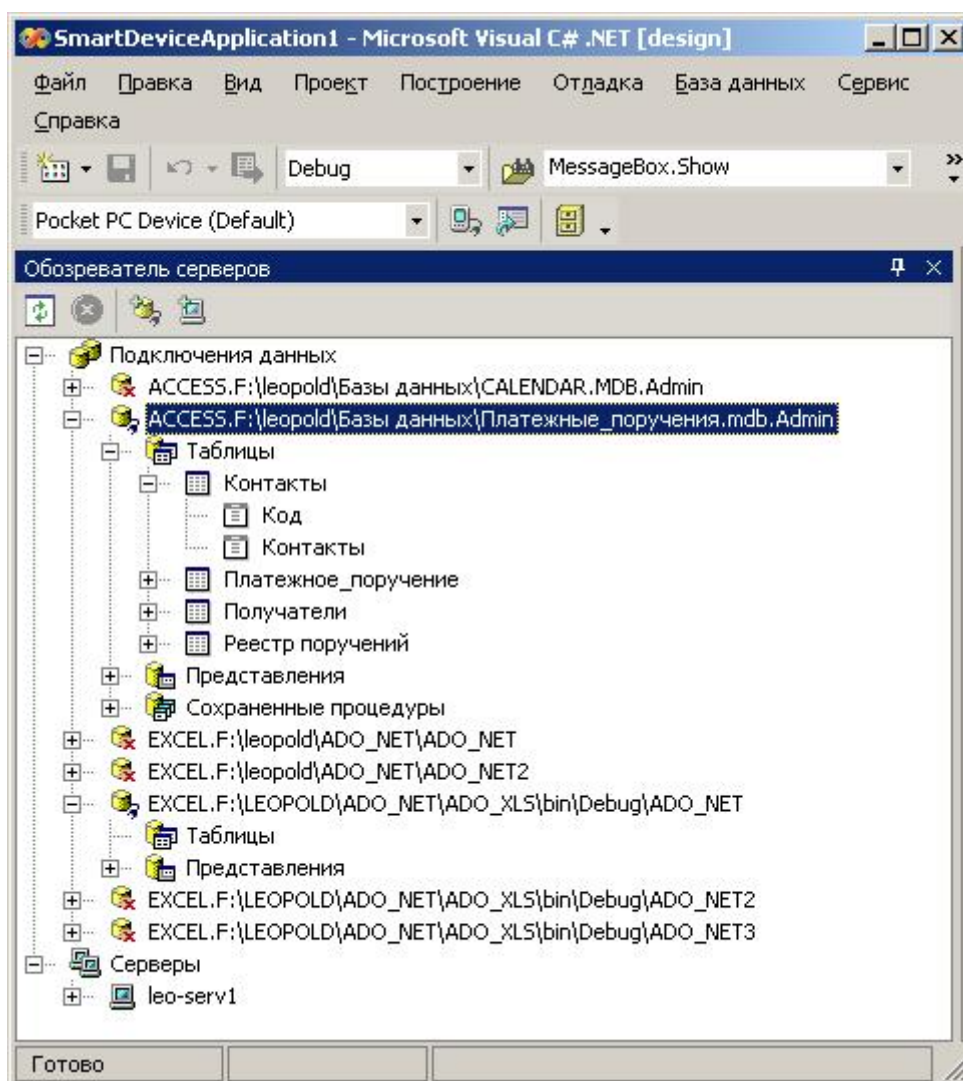 SmartDeviceApplication1 - Microsoft Visual C# .NET [design]
Файл Правка Вид Проект Построение Отладка База данных Сервис
Справка
Debug MessageBox.Show
Pocket PC Device (Default)
Обозреватель серверов
Подключения данных
ACCESS.F:\leopold\Базы данных\CALENDAR.MDB.Admin
ACCESS.F:\leopold\Базы данных\Платежные_поручения.mdb.Admin
Таблицы
Контакты
Код
Контакты
Платежное_поручение
Получатели
Реестр поручений
Представления
Сохраненные процедуры
EXCEL.F:\leopold\ADO_NET\ADO_NET
EXCEL.F:\leopold\ADO_NET\ADO_NET2
EXCEL.F:\LEOPOLD\ADO_NET\ADO_XLS\bin\Debug\ADO_NET
Таблицы
Представления
EXCEL.F:\LEOPOLD\ADO_NET\ADO_XLS\bin\Debug\ADO_NET2
EXCEL.F:\LEOPOLD\ADO_NET\ADO_XLS\bin\Debug\ADO_NET3
Серверы
leo-serv1
Готово